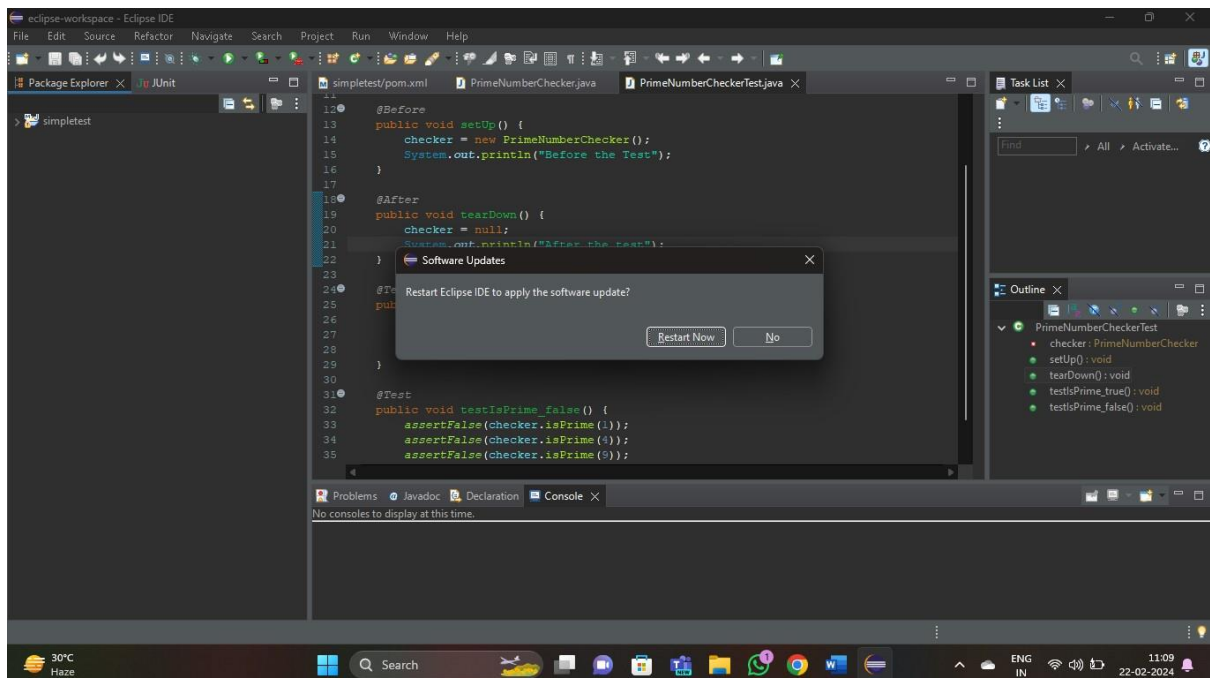 eclipse-workspace - Eclipse IDE
File Edit Source Refactor Navigate Search Project Run Window Help
Package Explorer
JUnit
simpletest/pom.xml
PrimeNumberChecker.java
PrimeNumberCheckerTest.java
Task List
simpletest
12 @Before
13 public void setUp() {
14 checker = new PrimeNumberChecker();
15 System.out.println("Before the Test");
16 }
17
18 @After
19 public void tearDown() {
20 checker = null;
21 System.out.println("After the test");
22 }
23
24 @Te
25 pub
26
27
28
29 }
30
31 @Test
32 public void testIsPrime_false() {
33 assertFalse(checker.isPrime(1));
34 assertFalse(checker.isPrime(4));
35 assertFalse(checker.isPrime(9));
Software Updates
Restart Eclipse IDE to apply the software update?
Restart Now
No
Find
All
Activate...
Outline
PrimeNumberCheckerTest
checker : PrimeNumberChecker
setUp() : void
tearDown() : void
testIsPrime_true() : void
testIsPrime_false() : void
Problems
Javadoc
Declaration
Console
No consoles to display at this time.
30°C
Haze
Search
1
ENG
IN
11:09
22-02-2024